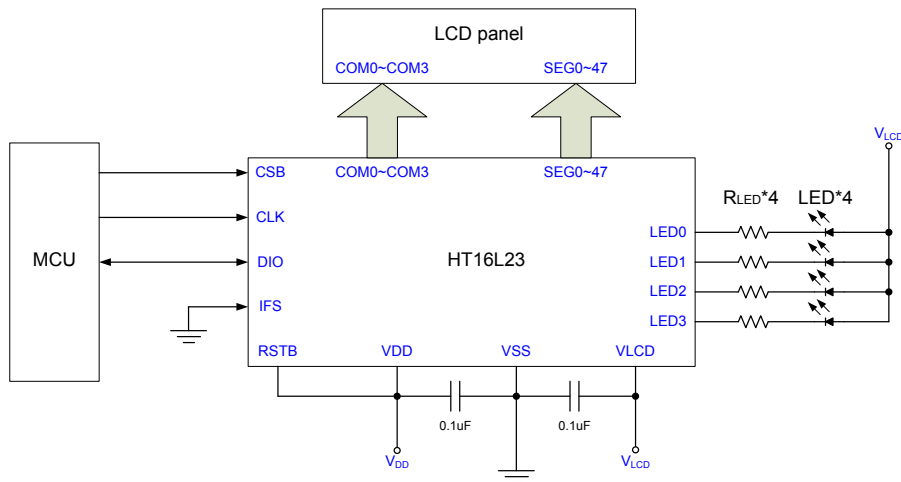 LCD panel
COM0~COM3 SEG0~47
VLCD
CSB COM0~COM3 SEG0~47
RLED*4 LED*4
CLK
LED0
MCU DIO HT16L23 LED1
LED2
IFS
LED3
RSTB VDD VSS VLCD
0.1uF 0.1uF
VDD VLCD